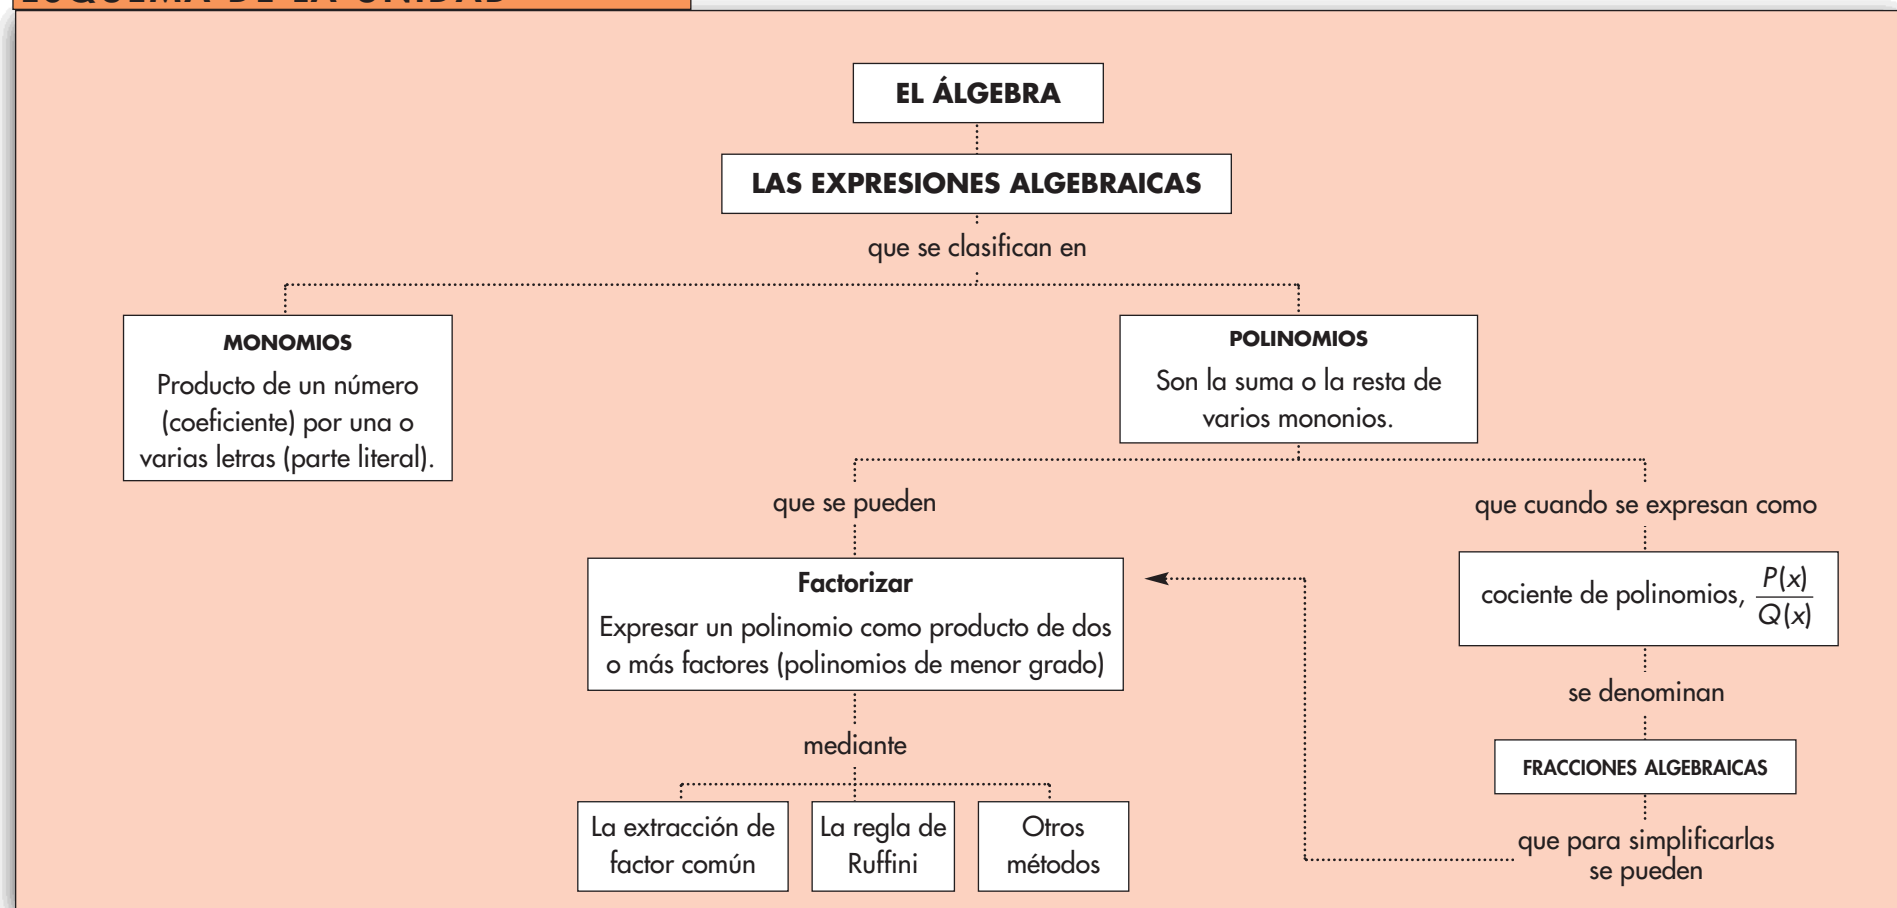 ESQUEMA DE LA UNIDAD
EL ÁLGEBRA
LAS EXPRESIONES ALGEBRAICAS
que se clasifican en
MONOMIOS
Producto de un número
(coeficiente) por una o
varias letras (parte literal).
POLINOMIOS
Son la suma o la resta de
varios mononios.
que se pueden
Factorizar
Expresar un polinomio como producto de dos
o más factores (polinomios de menor grado)
mediante
La extracción de
factor común
La regla de
Ruffini
Otros
métodos
que cuando se expresan como
cociente de polinomios, P(x)/Q(x)
se denominan
FRACCIONES ALGEBRAICAS
que para simplificarlas
se pueden